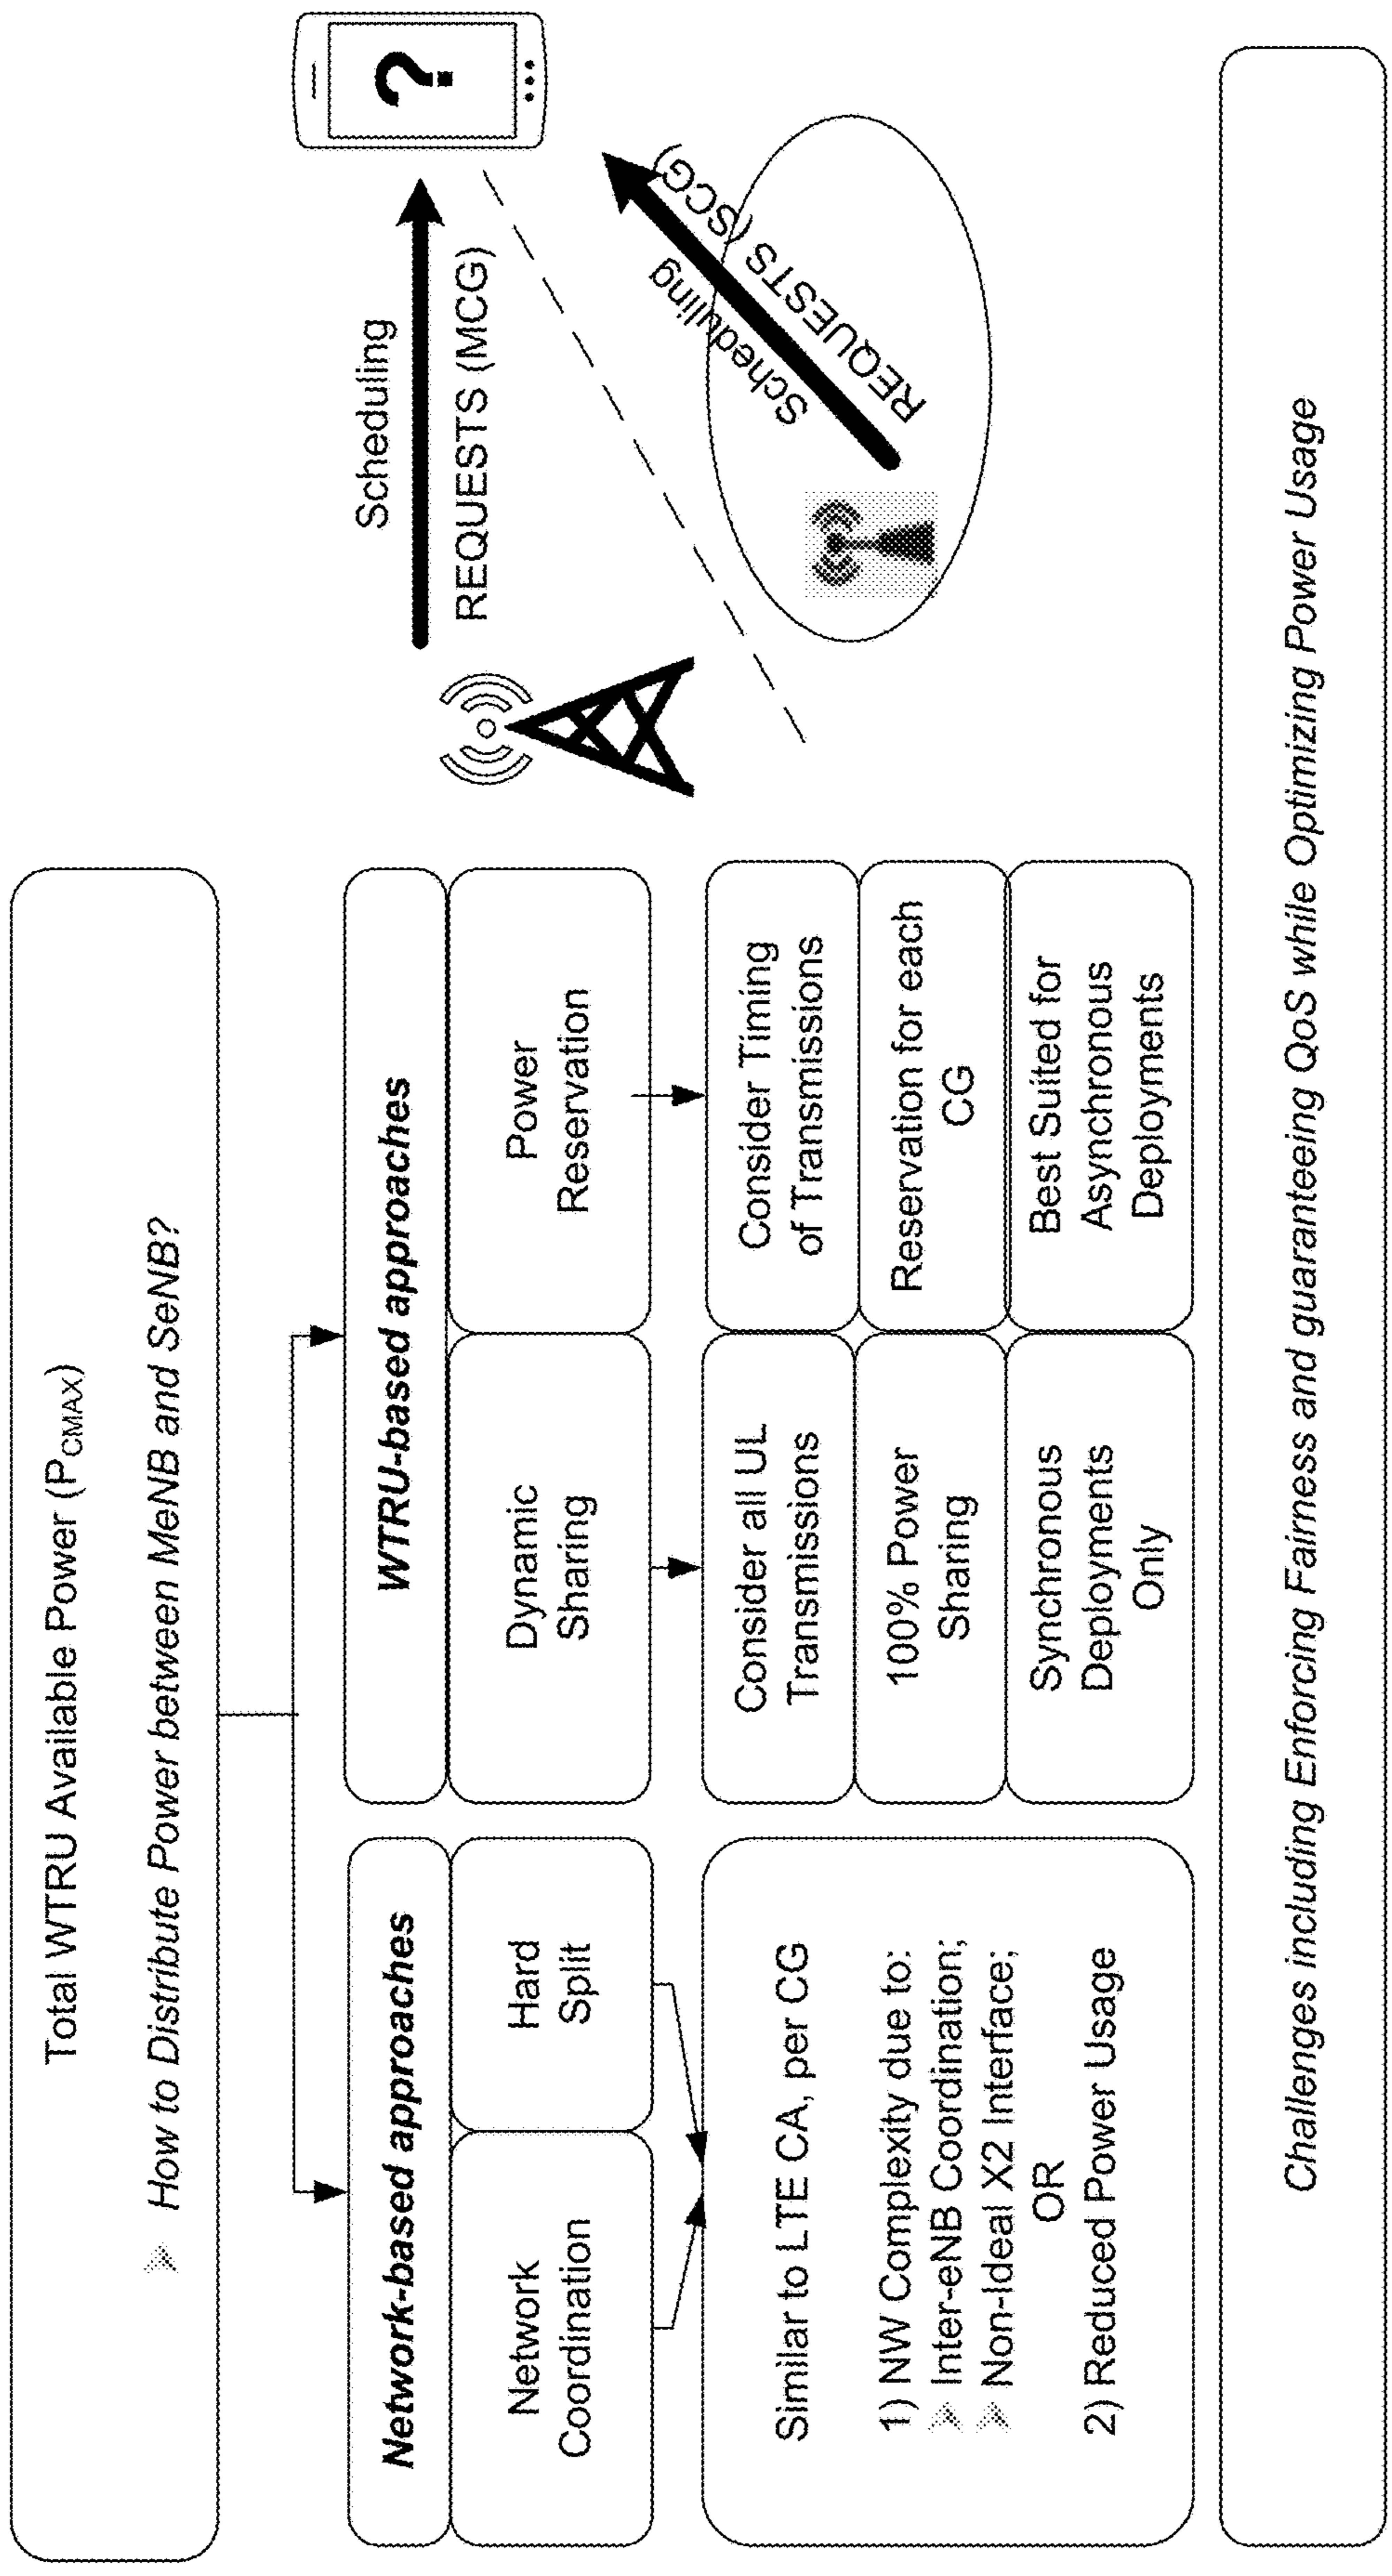 Total WTRU Available Power (PCMAX)
How to Distribute Power between MeNB and SeNB?
Network-based approaches
Network
Coordination
Hard
Split
Similar to LTE CA, per CG
1) NW Complexity due to:
Inter-eNB Coordination;
Non-Ideal X2 Interface;
OR
2) Reduced Power Usage
WTRU-based approaches
Dynamic
Sharing
Power
Reservation
Consider all UL
Transmissions
100% Power
Sharing
Synchronous
Deployments
Only
Consider Timing
of Transmissions
Reservation for each
CG
Best Suited for
Asynchronous
Deployments
Scheduling
REQUESTS (MCG)
?
Scheduling
REQUESTS (SCG)
Challenges including Enforcing Fairness and guaranteeing QoS while Optimizing Power Usage